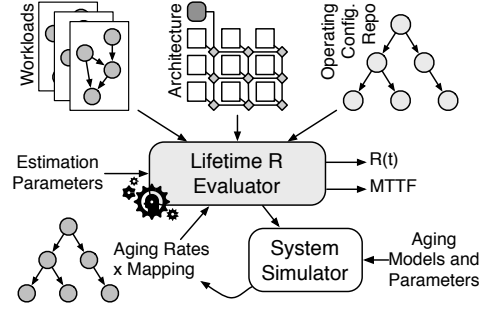 Workloads
Architecture
Operating
Config.
Repo
Estimation
Parameters
Lifetime R
Evaluator
R(t)
MTTF
Aging Rates
x Mapping
System
Simulator
Aging
Models and
Parameters